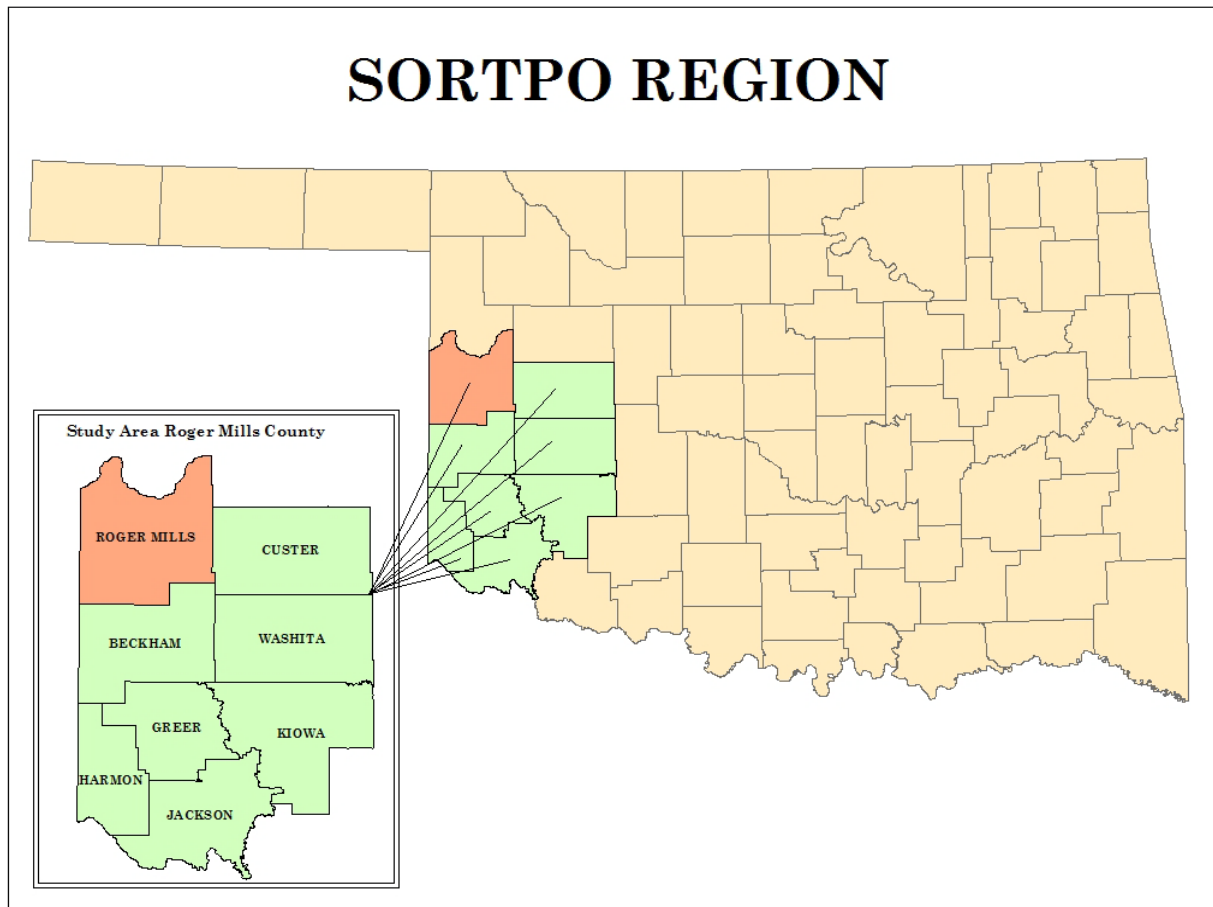 SORTPO REGION
Study Area Roger Mills County
ROGER MILLS
CUSTER
BECKHAM
WASHITA
GREER
KIOWA
HARMON
JACKSON